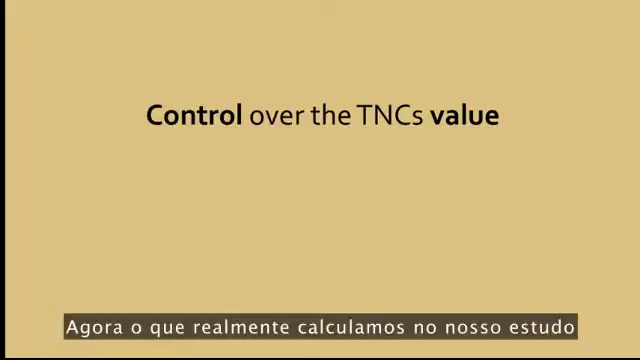 Control over the TNCs value
Agora o que realmente calculamos no nosso estudo